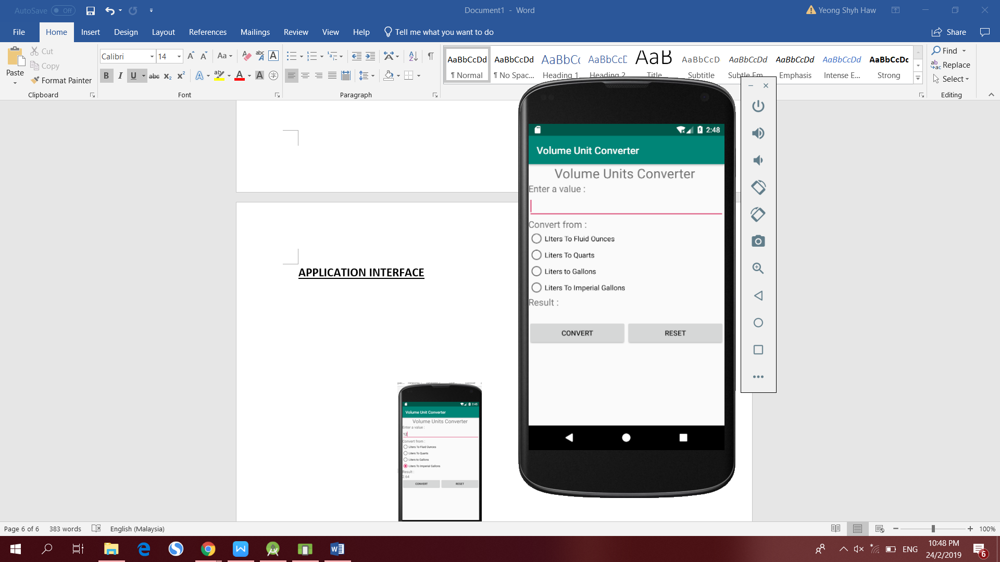 AutoSave Off
Document1 - Word
Yeong Shyh Haw
File Home Insert Design Layout References Mailings Review View Help Tell me what you want to do
Share
Paste
Cut
Copy
Format Painter
Clipboard
Calibri 14
Font
Paragraph
AaBbCcDd AaBbCcDd AaBbCc AaBbCcD AaB AaBbCcD AaBbCcDd AaBbCcDd AaBbCcDd AaBbCcDc
¶ Normal ¶ No Spac... Heading 1 Heading 2 Title Subtitle Subtle Em... Emphasis Intense E... Strong
Find
Replace
Select
Editing
2:48
Volume Unit Converter
Volume Units Converter
Enter a value :
Convert from :
LIters To Fluid Ounces
Liters To Quarts
Liters to Gallons
Liters To Imperial Gallons
Result :
CONVERT RESET
APPLICATION INTERFACE
Volume Unit Converter
Volume Units Converter
Enter a value :
12
Convert from :
LIters To Fluid Ounces
Liters To Quarts
Liters to Gallons
Liters To Imperial Gallons
Result :
2.64
CONVERT RESET
Page 6 of 6 383 words English (Malaysia)
100%
ENG
10:48 PM
24/2/2019
6